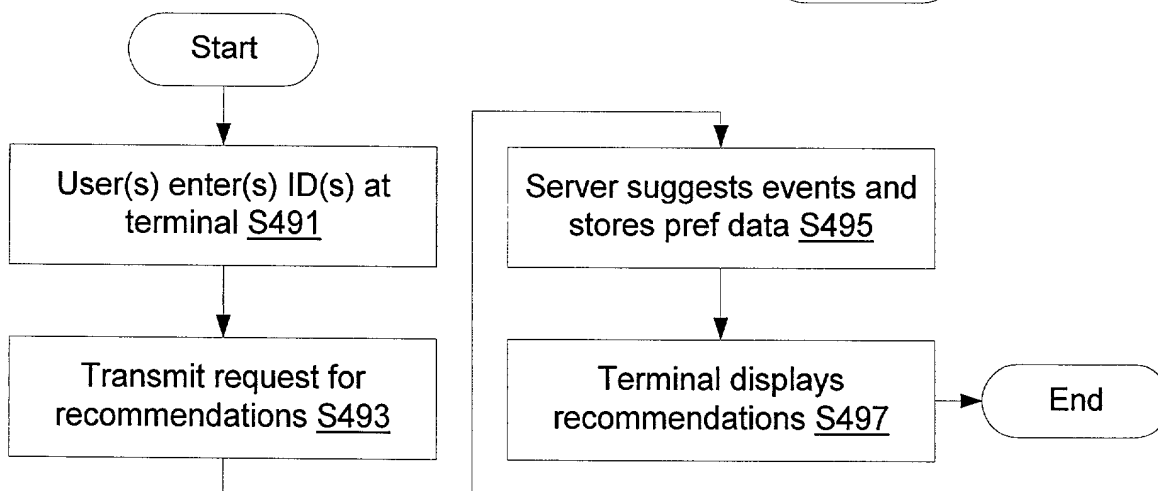 Start
User(s) enter(s) ID(s) at
terminal S491
Transmit request for
recommendations S493
Server suggests events and
stores pref data S495
Terminal displays
recommendations S497
End